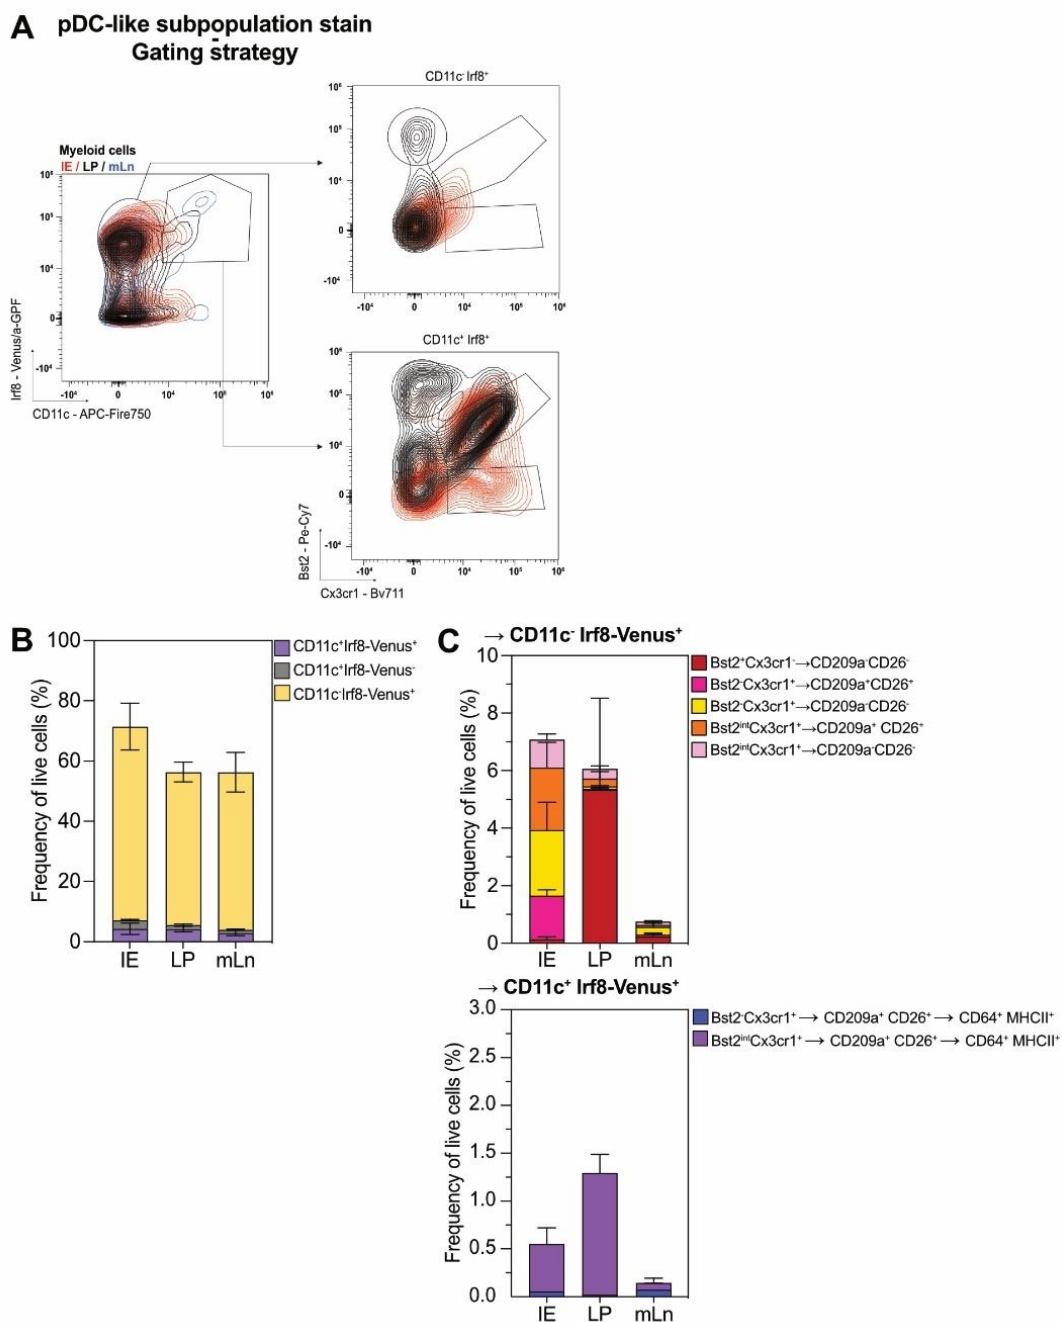 A pDC-like subpopulation stain
-
Gating strategy
Myeloid cells
IE / LP / mLn
10⁶
10⁵
10⁴
0
-10⁴
-10⁴ 0 10⁴ 10⁵ 10⁶
Irf8 - Venus/a-GPF
CD11c - APC-Fire750
CD11c⁻Irf8⁺
10⁶
10⁵
10⁴
0
-10⁴
-10⁴ 0 10⁴ 10⁵ 10⁶
CD11c⁺ Irf8⁺
10⁶
10⁵
10⁴
0
-10⁴
-10⁴ 0 10⁴ 10⁵ 10⁶
Bst2 - Pe-Cy7
Cx3cr1 - Bv711
B
Frequency of live cells (%)
100
80
60
40
20
0
IE LP mLn
CD11c⁺Irf8-Venus⁺
CD11c⁺Irf8-Venus⁻
CD11c⁻Irf8-Venus⁺
C → CD11c⁻ Irf8-Venus⁺
Frequency of live cells (%)
10
8
6
4
2
0
IE LP mLn
Bst2⁺Cx3cr1⁻→CD209a⁻CD26⁻
Bst2⁻Cx3cr1⁺→CD209a⁺CD26⁺
Bst2⁻Cx3cr1⁺→CD209a⁻CD26⁻
Bst2ⁱⁿᵗCx3cr1⁺→CD209a⁺ CD26⁺
Bst2ⁱⁿᵗCx3cr1⁺→CD209a⁻CD26⁻
→ CD11c⁺ Irf8-Venus⁺
Frequency of live cells (%)
3.0
2.5
2.0
1.5
1.0
0.5
0.0
IE LP mLn
Bst2⁻Cx3cr1⁺→ CD209a⁺ CD26⁺→ CD64⁺ MHCII⁺
Bst2ⁱⁿᵗCx3cr1⁺→ CD209a⁺ CD26⁺→ CD64⁺ MHCII⁺